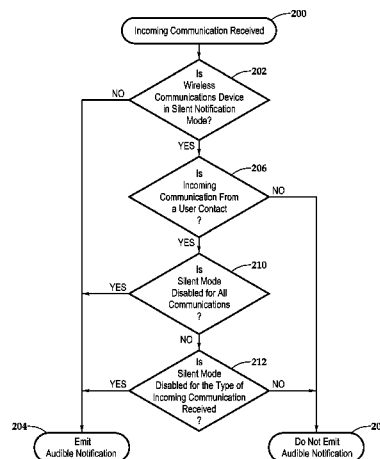 200
Incoming Communication Received
202
Is
Wireless
Communications Device
in Silent Notification
Mode?
NO
YES
206
Is
Incoming
Communication From
a User Contact
?
NO
YES
210
Is
Silent Mode
Disabled for All
Communications
?
YES
NO
212
Is
Silent Mode
Disabled for the Type of
Incoming Communication
Received
?
YES
NO
204
Emit
Audible Notification
20
Do Not Emit
Audible Notification